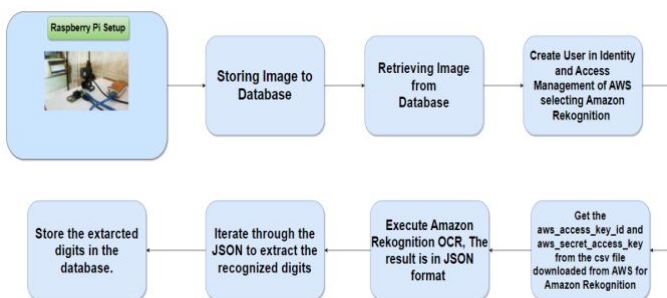 Raspberry Pi Setup
Storing Image to
Database
Retrieving Image
from
Database
Create User in Identity
and Access
Management of AWS
selecting Amazon
Rekognition
Get the
aws_access_key_id and
aws_secret_access_key
from the csv file
downloaded from AWS for
Amazon Rekognition
Execute Amazon
Rekognition OCR, The
result is in JSON
format
Iterate through the
JSON to extract the
recognized digits
Store the extarcted
digits in the
database.